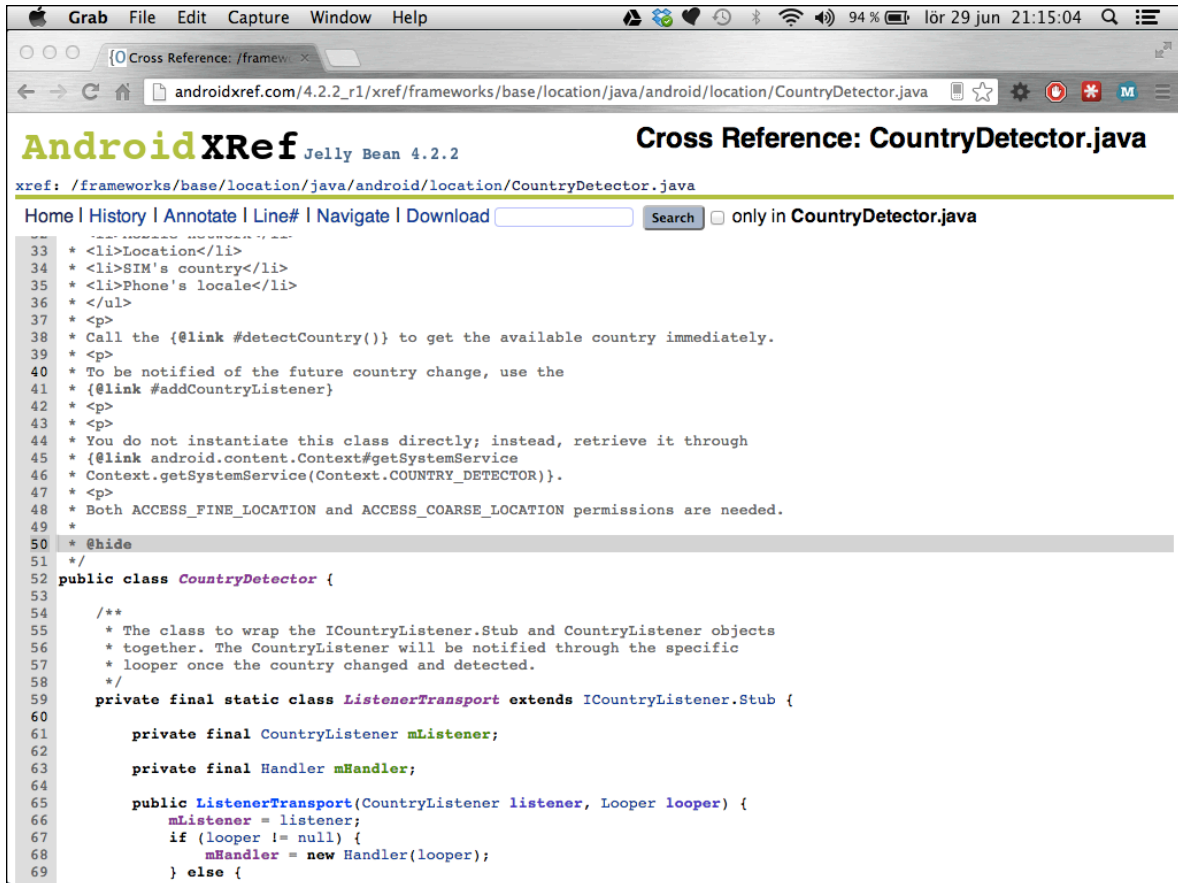 Grab File Edit Capture Window Help 94 % lör 29 jun 21:15:04
{O Cross Reference: /framew
androidxref.com/4.2.2_r1/xref/frameworks/base/location/java/android/location/CountryDetector.java
AndroidXRef Jelly Bean 4.2.2 Cross Reference: CountryDetector.java
xref: /frameworks/base/location/java/android/location/CountryDetector.java
Home | History | Annotate | Line# | Navigate | Download Search only in CountryDetector.java
32 * <li>Mobile network</li>
33 * <li>Location</li>
34 * <li>SIM's country</li>
35 * <li>Phone's locale</li>
36 * </ul>
37 * <p>
38 * Call the {@link #detectCountry()} to get the available country immediately.
39 * <p>
40 * To be notified of the future country change, use the
41 * {@link #addCountryListener}
42 * <p>
43 * <p>
44 * You do not instantiate this class directly; instead, retrieve it through
45 * {@link android.content.Context#getSystemService
46 * Context.getSystemService(Context.COUNTRY_DETECTOR)}.
47 * <p>
48 * Both ACCESS_FINE_LOCATION and ACCESS_COARSE_LOCATION permissions are needed.
49 *
50 * @hide
51 */
52 public class CountryDetector {
53
54 /**
55 * The class to wrap the ICountryListener.Stub and CountryListener objects
56 * together. The CountryListener will be notified through the specific
57 * looper once the country changed and detected.
58 */
59 private final static class ListenerTransport extends ICountryListener.Stub {
60
61 private final CountryListener mListener;
62
63 private final Handler mHandler;
64
65 public ListenerTransport(CountryListener listener, Looper looper) {
66 mListener = listener;
67 if (looper != null) {
68 mHandler = new Handler(looper);
69 } else {